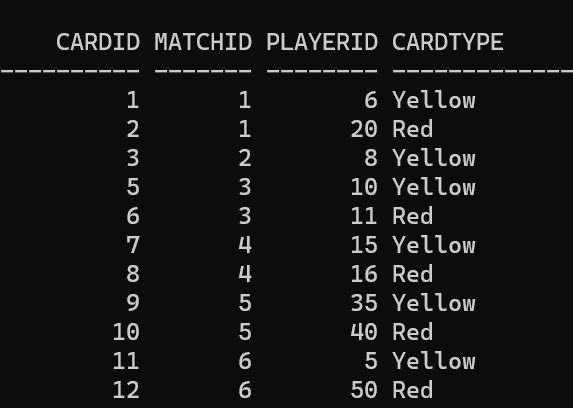 CARDID MATCHID PLAYERID CARDTYPE
---------- ------- -------- -------------
1 1 6 Yellow
2 1 20 Red
3 2 8 Yellow
5 3 10 Yellow
6 3 11 Red
7 4 15 Yellow
8 4 16 Red
9 5 35 Yellow
10 5 40 Red
11 6 5 Yellow
12 6 50 Red